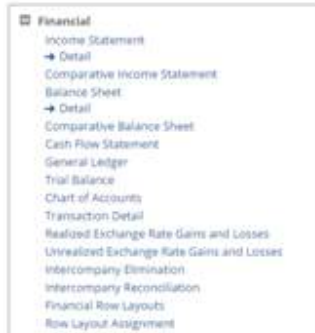 Financial
Income Statement
→ Detail
Comparative Income Statement
Balance Sheet
→ Detail
Comparative Balance Sheet
Cash Flow Statement
General Ledger
Trial Balance
Chart of Accounts
Transaction Detail
Realized Exchange Rate Gains and Losses
Unrealized Exchange Rate Gains and Losses
Intercompany Elimination
Intercompany Reconciliation
Financial Row Layouts
Row Layout Assignment